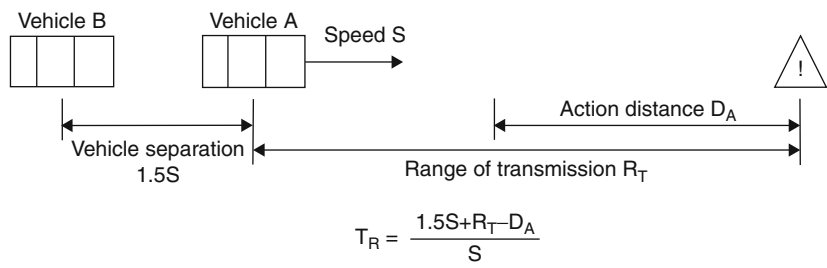 Vehicle B
Vehicle A
Speed S
!
Action distance D_A
Vehicle separation
1.5S
Range of transmission R_T
T_R = 1.5S+R_T–D_A
S